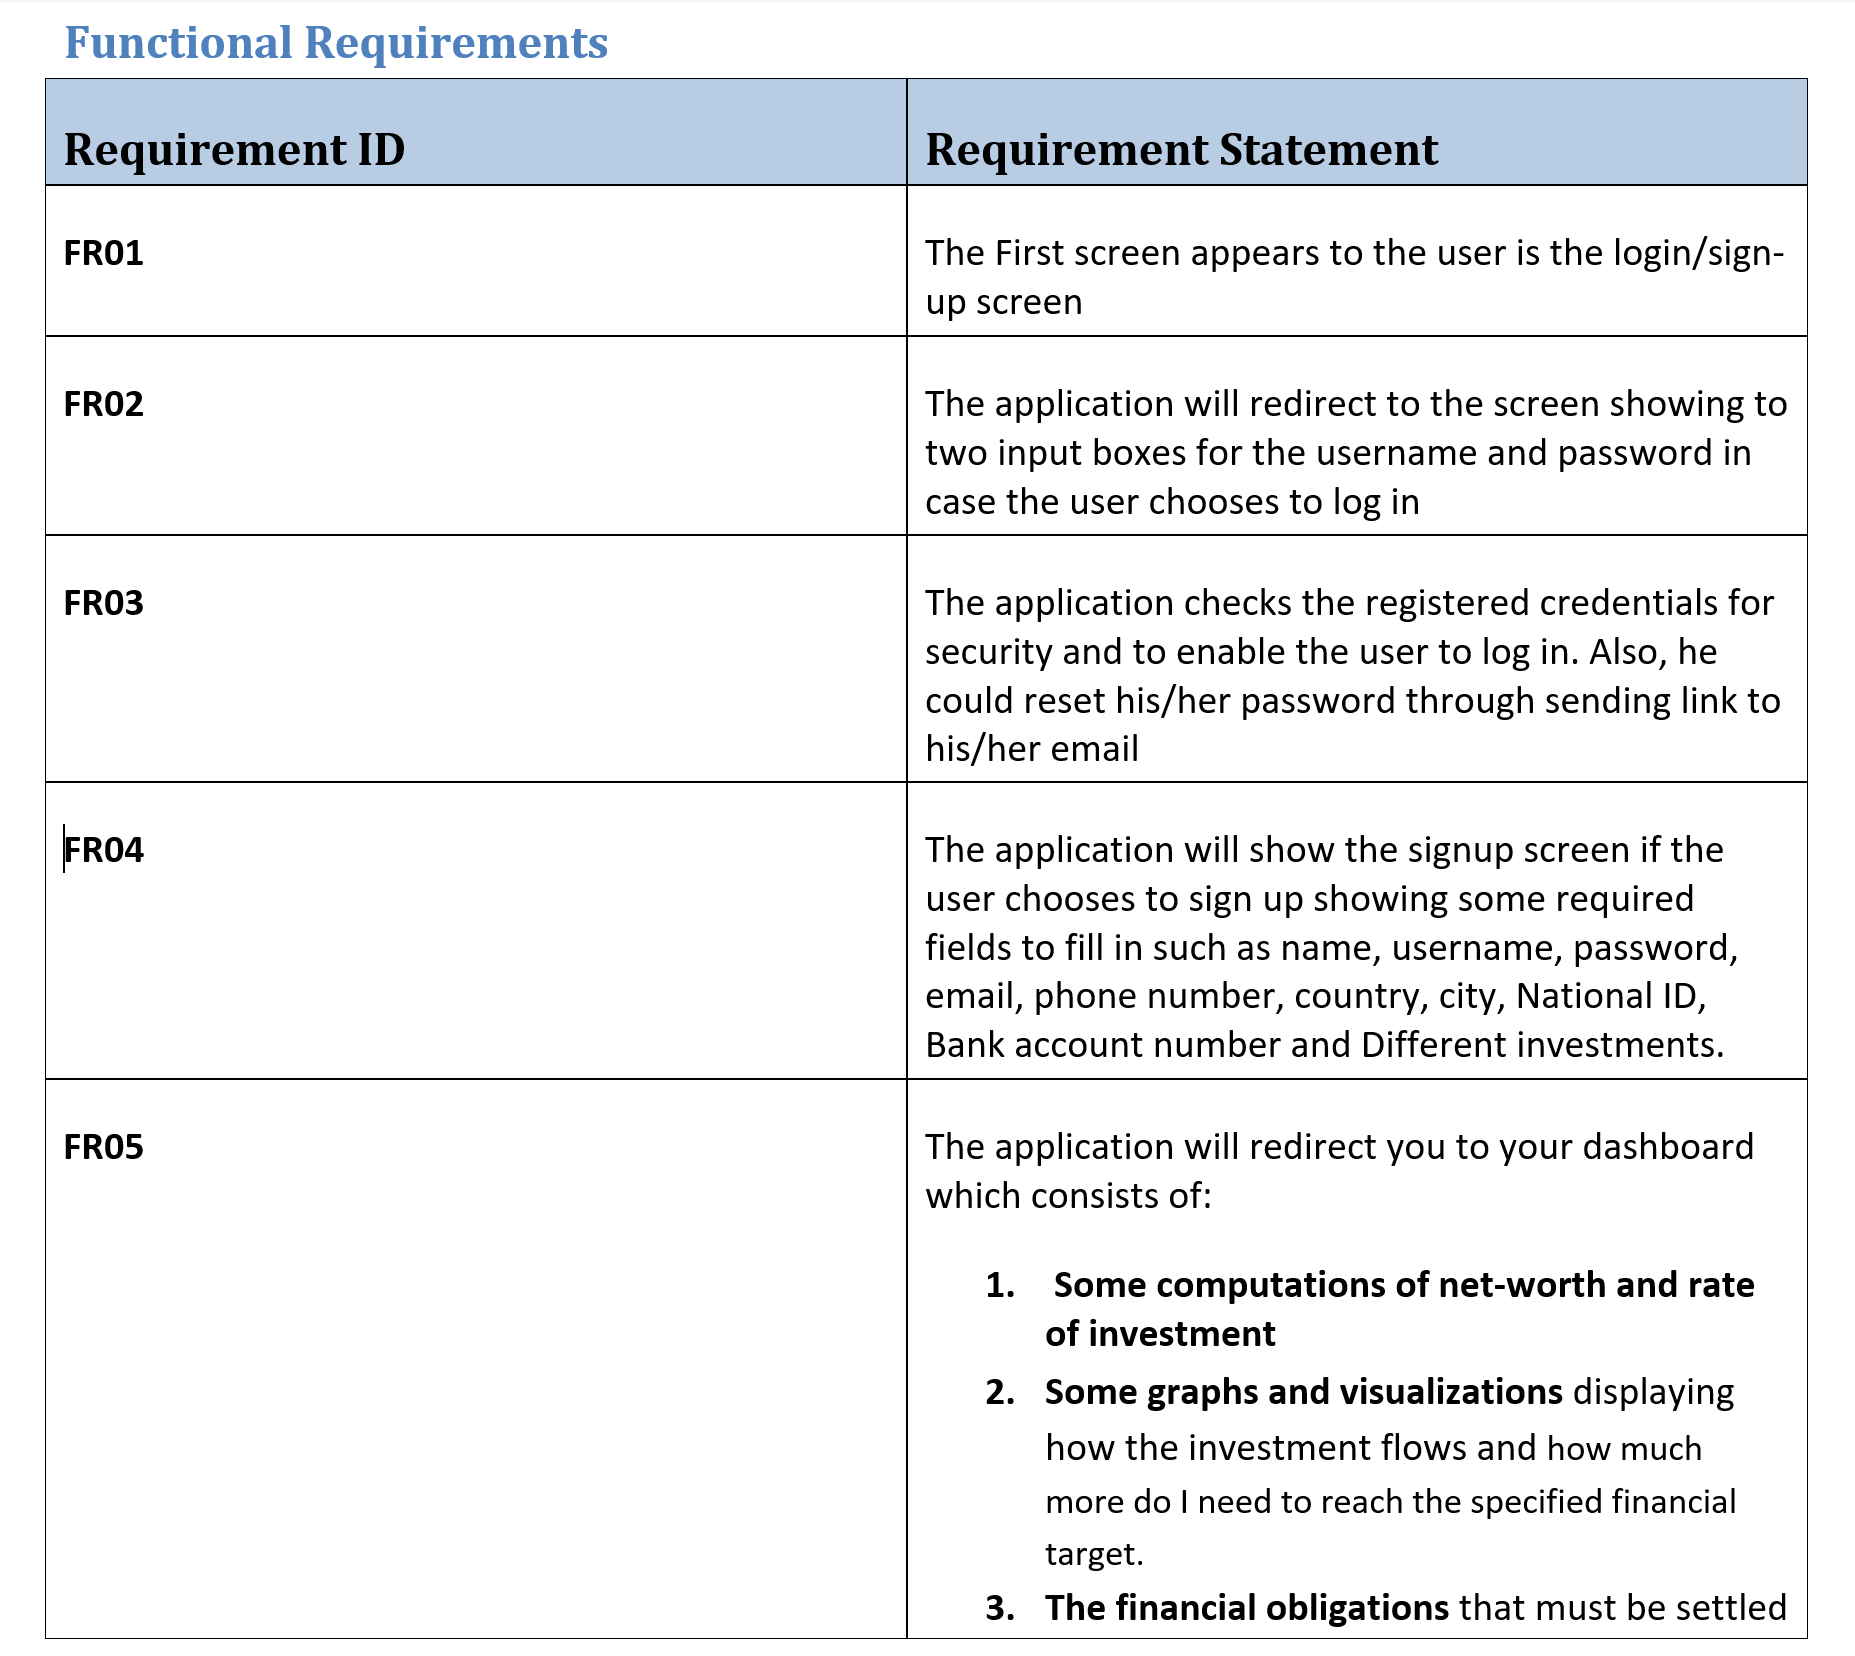 Functional Requirements
Requirement ID
Requirement Statement
FR01
The First screen appears to the user is the login/sign-
up screen
FR02
The application will redirect to the screen showing to
two input boxes for the username and password in
case the user chooses to log in
FR03
The application checks the registered credentials for
security and to enable the user to log in. Also, he
could reset his/her password through sending link to
his/her email
FR04
The application will show the signup screen if the
user chooses to sign up showing some required
fields to fill in such as name, username, password,
email, phone number, country, city, National ID,
Bank account number and Different investments.
FR05
The application will redirect you to your dashboard
which consists of:
1. Some computations of net-worth and rate
of investment
2. Some graphs and visualizations displaying
how the investment flows and how much
more do I need to reach the specified financial
target.
3. The financial obligations that must be settled